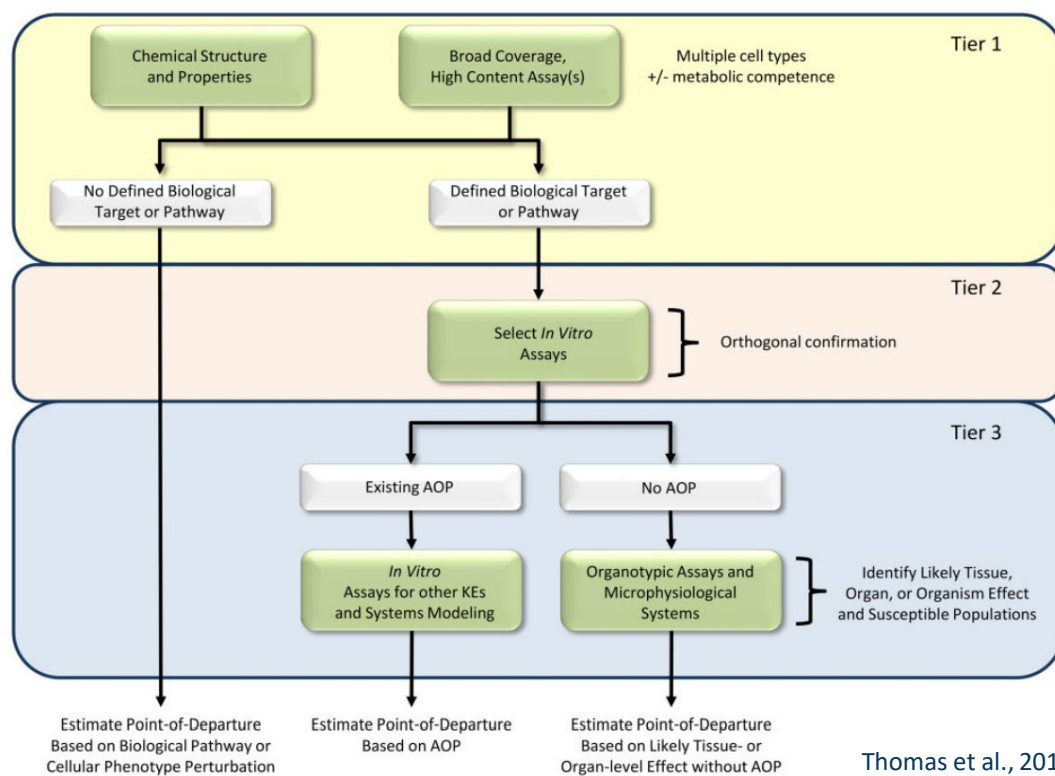 Tier 1
Chemical Structure
and Properties
Broad Coverage,
High Content Assay(s)
Multiple cell types
+/- metabolic competence
No Defined Biological
Target or Pathway
Defined Biological Target
or Pathway
Tier 2
Select In Vitro
Assays
Orthogonal confirmation
Tier 3
Existing AOP
No AOP
In Vitro
Assays for other KEs
and Systems Modeling
Organotypic Assays and
Microphysiological
Systems
Identify Likely Tissue,
Organ, or Organism Effect
and Susceptible Populations
Estimate Point-of-Departure
Based on Biological Pathway or
Cellular Phenotype Perturbation
Estimate Point-of-Departure
Based on AOP
Estimate Point-of-Departure
Based on Likely Tissue- or
Organ-level Effect without AOP
Thomas et al., 201